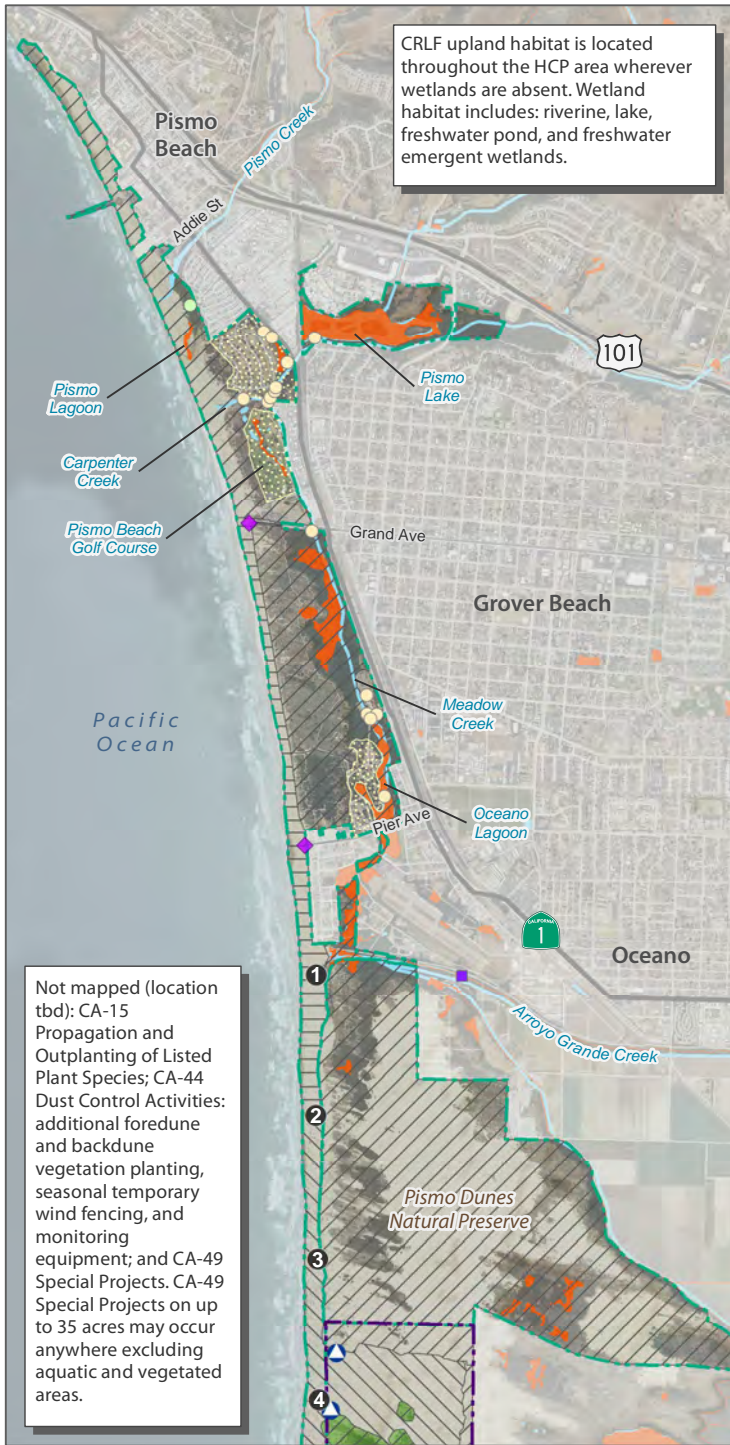 CRLF upland habitat is located
throughout the HCP area wherever
wetlands are absent. Wetland
habitat includes: riverine, lake,
freshwater pond, and freshwater
emergent wetlands.
Pismo
Beach
Pismo Creek
Addie St
101
Pismo
Lagoon
Pismo
Lake
Carpenter
Creek
Pismo Beach
Golf Course
Grand Ave
Grover Beach
Pacific
Ocean
Meadow
Creek
Oceano
Lagoon
Pier Ave
CALIFORNIA
1
Oceano
Arroyo Grande Creek
1
2
3
4
Pismo Dunes
Natural Preserve
Not mapped (location
tbd): CA-15
Propagation and
Outplanting of Listed
Plant Species; CA-44
Dust Control Activities:
additional foredune
and backdune
vegetation planting,
seasonal temporary
wind fencing, and
monitoring
equipment; and CA-49
Special Projects. CA-49
Special Projects on up
to 35 acres may occur
anywhere excluding
aquatic and vegetated
areas.